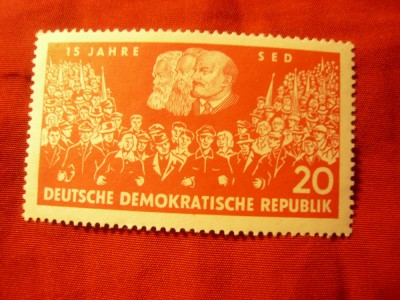 15 JAHRE SED
20
DEUTSCHE DEMOKRATISCHE REPUBLIK